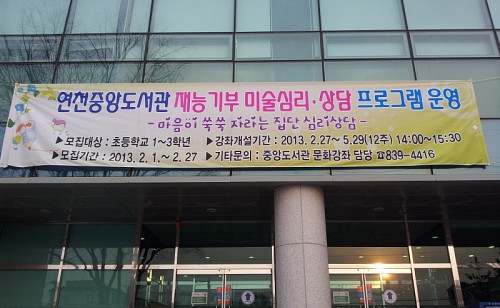 연천중앙도서관 재능기부 미술심리·상담 프로그램 운영
- 마음이 쑥쑥 자라는 집단 심리상담 -
▶모집대상 : 초등학교 1~3학년 ▶강좌개설기간 : 2013. 2.27~ 5.29(12주) 14:00~15:30
▶모집기간 : 2013. 2. 1~ 2. 27 ▶기타문의 : 중앙도서관 문화강좌 담당 ☎839-4416